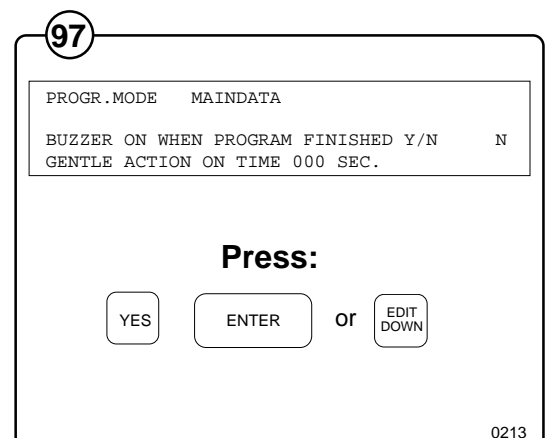 97
PROGR.MODE MAINDATA
BUZZER ON WHEN PROGRAM FINISHED Y/N N
GENTLE ACTION ON TIME 000 SEC.
Press:
YES ENTER or EDIT DOWN
0213